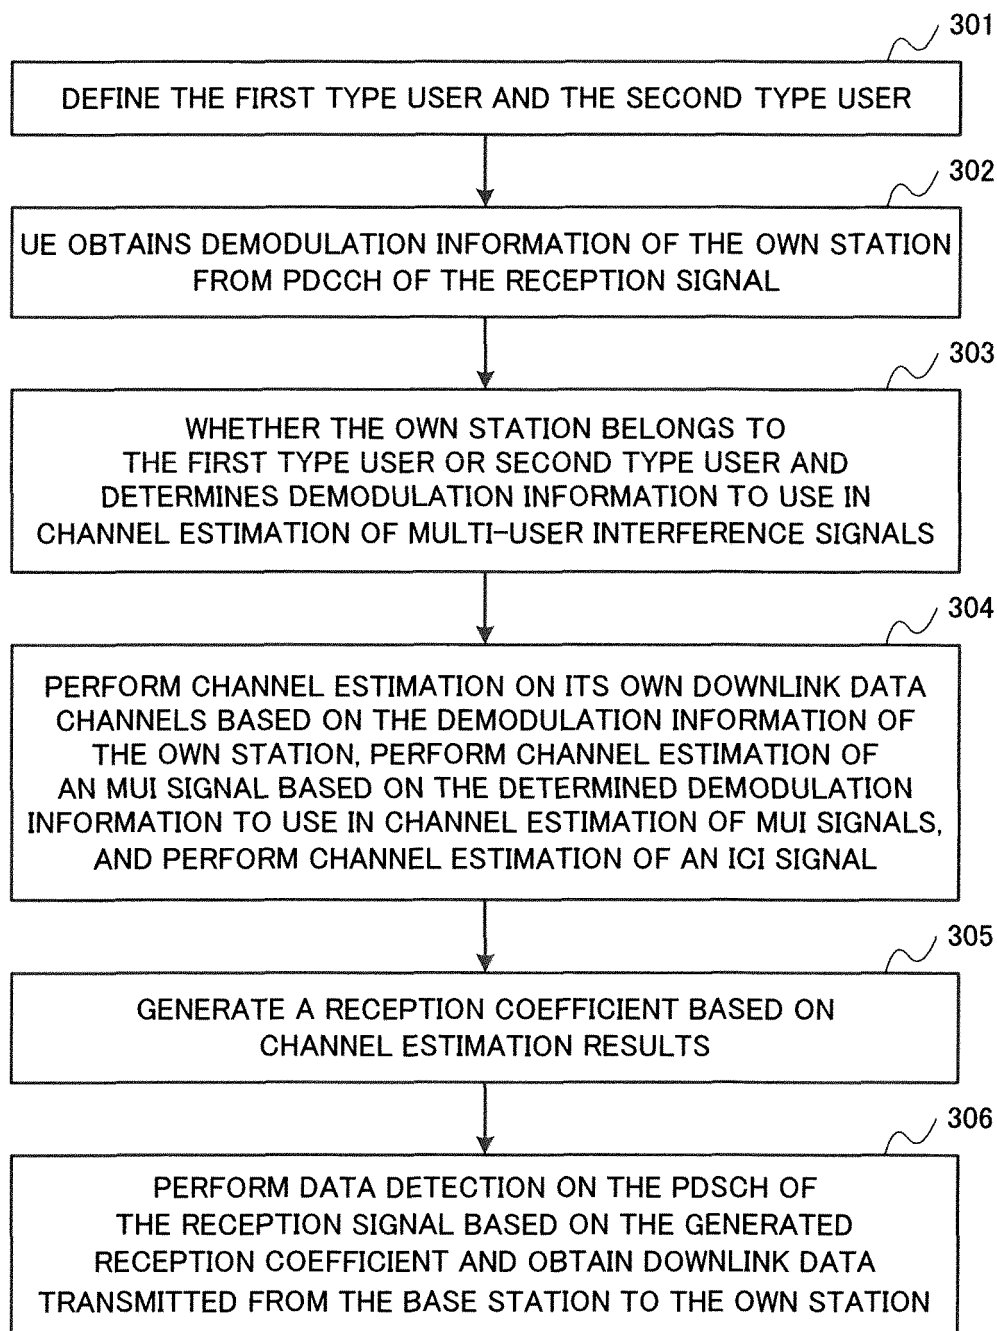 301
DEFINE THE FIRST TYPE USER AND THE SECOND TYPE USER
302
UE OBTAINS DEMODULATION INFORMATION OF THE OWN STATION
FROM PDCCH OF THE RECEPTION SIGNAL
303
WHETHER THE OWN STATION BELONGS TO
THE FIRST TYPE USER OR SECOND TYPE USER AND
DETERMINES DEMODULATION INFORMATION TO USE IN
CHANNEL ESTIMATION OF MULTI-USER INTERFERENCE SIGNALS
304
PERFORM CHANNEL ESTIMATION ON ITS OWN DOWNLINK DATA
CHANNELS BASED ON THE DEMODULATION INFORMATION OF
THE OWN STATION, PERFORM CHANNEL ESTIMATION OF
AN MUI SIGNAL BASED ON THE DETERMINED DEMODULATION
INFORMATION TO USE IN CHANNEL ESTIMATION OF MUI SIGNALS,
AND PERFORM CHANNEL ESTIMATION OF AN ICI SIGNAL
305
GENERATE A RECEPTION COEFFICIENT BASED ON
CHANNEL ESTIMATION RESULTS
306
PERFORM DATA DETECTION ON THE PDSCH OF
THE RECEPTION SIGNAL BASED ON THE GENERATED
RECEPTION COEFFICIENT AND OBTAIN DOWNLINK DATA
TRANSMITTED FROM THE BASE STATION TO THE OWN STATION